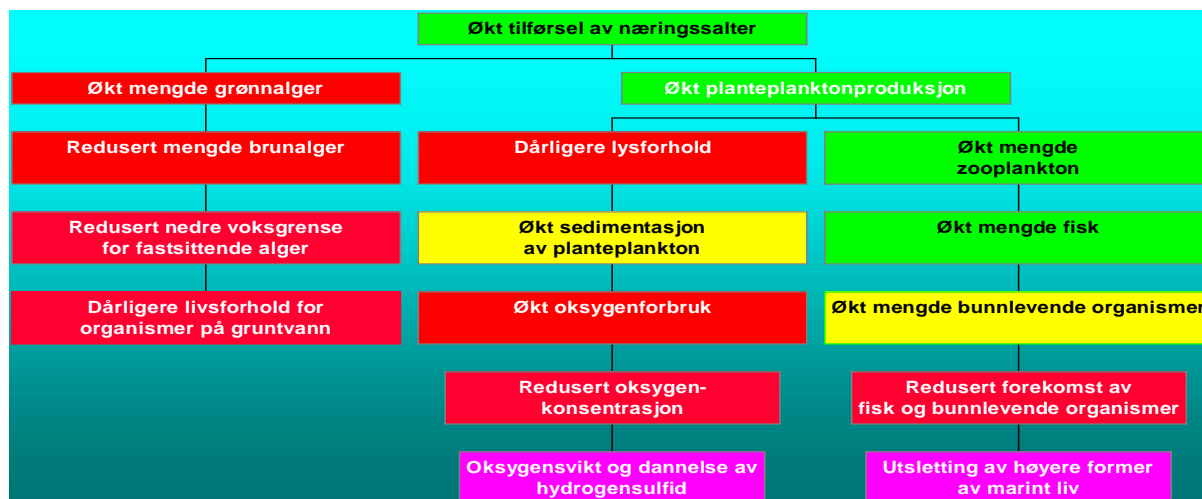 Økt tilførsel av næringssalter
Økt mengde grønnalger
Økt planteplanktonproduksjon
Redusert mengde brunalger
Dårligere lysforhold
Økt mengde
zooplankton
Redusert nedre voksgrense
for fastsittende alger
Økt sedimentasjon
av planteplankton
Økt mengde fisk
Dårligere livsforhold for
organismer på gruntvann
Økt oksygenforbruk
Økt mengde bunnlevende organismer
Redusert oksygen-
konsentrasjon
Redusert forekomst av
fisk og bunnlevende organismer
Oksygensvikt og dannelse av
hydrogensulfid
Utsletting av høyere former
av marint liv